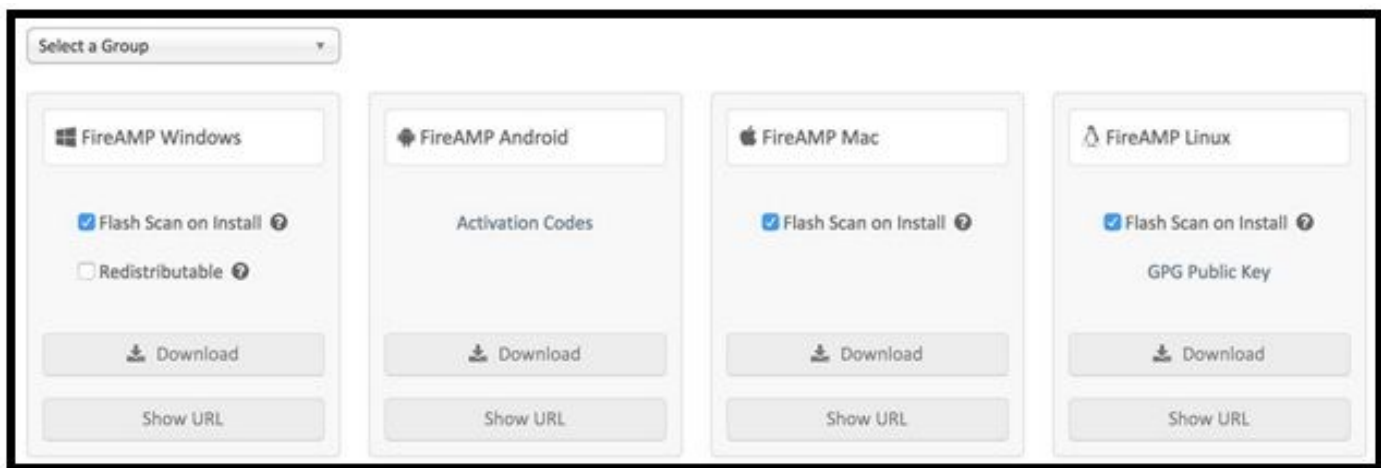 Select a Group
FireAMP Windows
Flash Scan on Install
Redistributable
Download
Show URL
FireAMP Android
Activation Codes
Download
Show URL
FireAMP Mac
Flash Scan on Install
Download
Show URL
FireAMP Linux
Flash Scan on Install
GPG Public Key
Download
Show URL